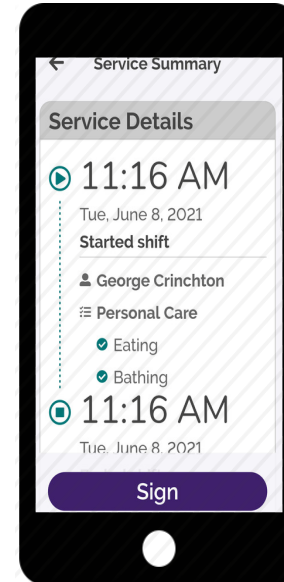 Service Summary
Service Details
11:16 AM
Tue, June 8, 2021
Started shift
George Crinchton
Personal Care
Eating
Bathing
11:16 AM
Tue, June 8, 2021
Sign